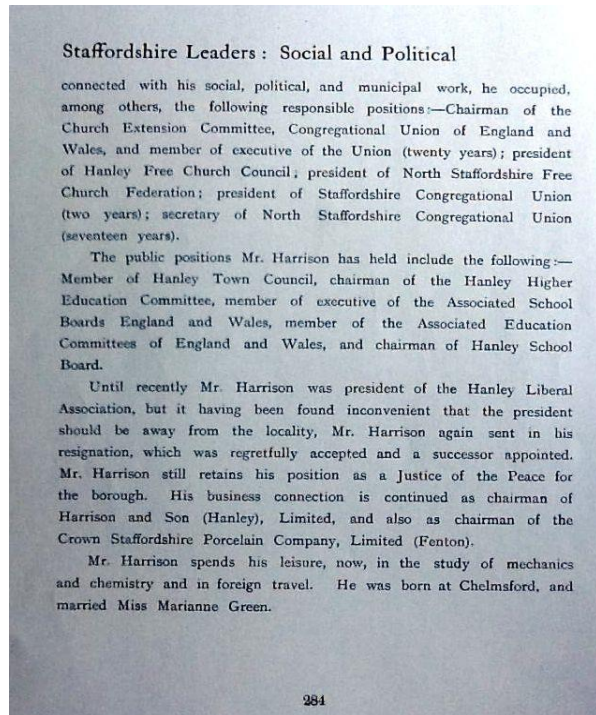 Staffordshire Leaders : Social and Political
connected with his social, political, and municipal work, he occupied,
among others, the following responsible positions:—Chairman of the
Church Extension Committee, Congregational Union of England and
Wales, and member of executive of the Union (twenty years) ; president
of Hanley Free Church Council ; president of North Staffordshire Free
Church Federation ; president of Staffordshire Congregational Union
(two years) ; secretary of North Staffordshire Congregational Union
(seventeen years).
The public positions Mr. Harrison has held include the following :—
Member of Hanley Town Council, chairman of the Hanley Higher
Education Committee, member of executive of the Associated School
Boards England and Wales, member of the Associated Education
Committees of England and Wales, and chairman of Hanley School
Board.
Until recently Mr. Harrison was president of the Hanley Liberal
Association, but it having been found inconvenient that the president
should be away from the locality, Mr. Harrison again sent in his
resignation, which was regretfully accepted and a successor appointed.
Mr. Harrison still retains his position as a Justice of the Peace for
the borough. His business connection is continued as chairman of
Harrison and Son (Hanley), Limited, and also as chairman of the
Crown Staffordshire Porcelain Company, Limited (Fenton).
Mr. Harrison spends his leisure, now, in the study of mechanics
and chemistry and in foreign travel. He was born at Chelmsford, and
married Miss Marianne Green.
284